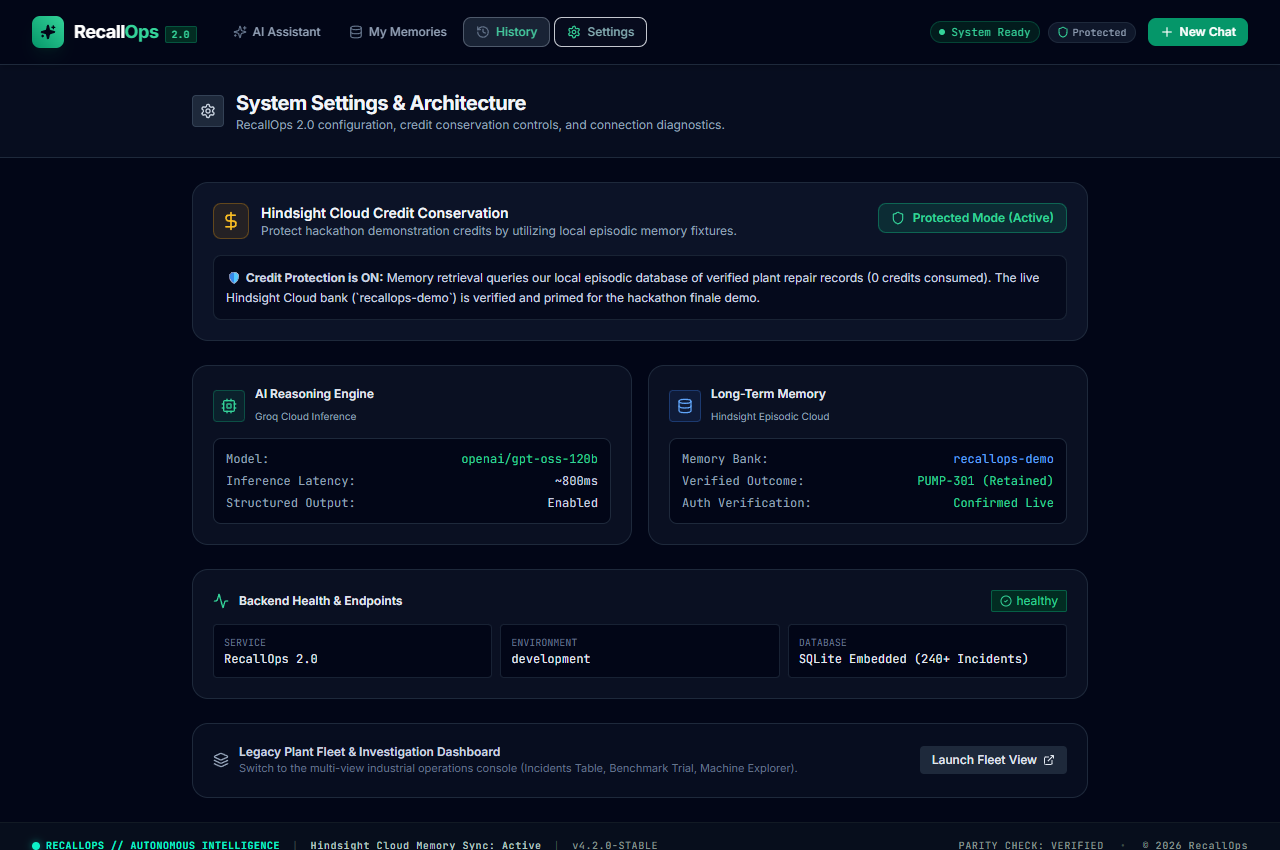 RecallOps 2.0 AI Assistant My Memories History Settings System Ready Protected + New Chat
System Settings & Architecture
RecallOps 2.0 configuration, credit conservation controls, and connection diagnostics.
Hindsight Cloud Credit Conservation
Protect hackathon demonstration credits by utilizing local episodic memory fixtures.
Protected Mode (Active)
Credit Protection is ON: Memory retrieval queries our local episodic database of verified plant repair records (0 credits consumed). The live
Hindsight Cloud bank (`recallops-demo`) is verified and primed for the hackathon finale demo.
AI Reasoning Engine
Groq Cloud Inference
Model: openai/gpt-oss-120b
Inference Latency: ~800ms
Structured Output: Enabled
Long-Term Memory
Hindsight Episodic Cloud
Memory Bank: recallops-demo
Verified Outcome: PUMP-301 (Retained)
Auth Verification: Confirmed Live
Backend Health & Endpoints
healthy
SERVICE
RecallOps 2.0
ENVIRONMENT
development
DATABASE
SQLite Embedded (240+ Incidents)
Legacy Plant Fleet & Investigation Dashboard
Switch to the multi-view industrial operations console (Incidents Table, Benchmark Trial, Machine Explorer).
Launch Fleet View
RECALLOPS // AUTONOMOUS INTELLIGENCE | Hindsight Cloud Memory Sync: Active | v4.2.0-STABLE PARITY CHECK: VERIFIED • © 2026 RecallOps